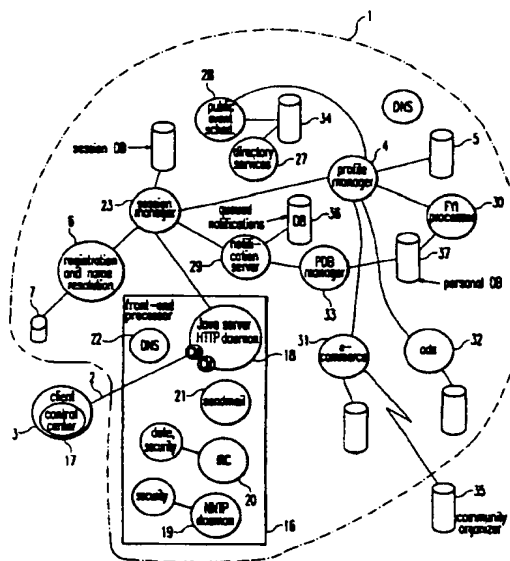 1
28
public
event
sched.
34
DNS
4
5
session DB
directory
services
27
profile
manager
23
session
manager
queued
notifications
DB
36
FYI
processor
30
6
registration
and name
resolution
notifi-
cation server
29
PDB
manager
33
37
personal DB
7
front-end
processor
22
DNS
Java server
HTTP daemon
18
31
e-
commerce
ads
32
2
client
control
center
3
17
21
sendmail
date,
security
IRC
20
security
NNTP
daemon
19
16
35
community
organizer